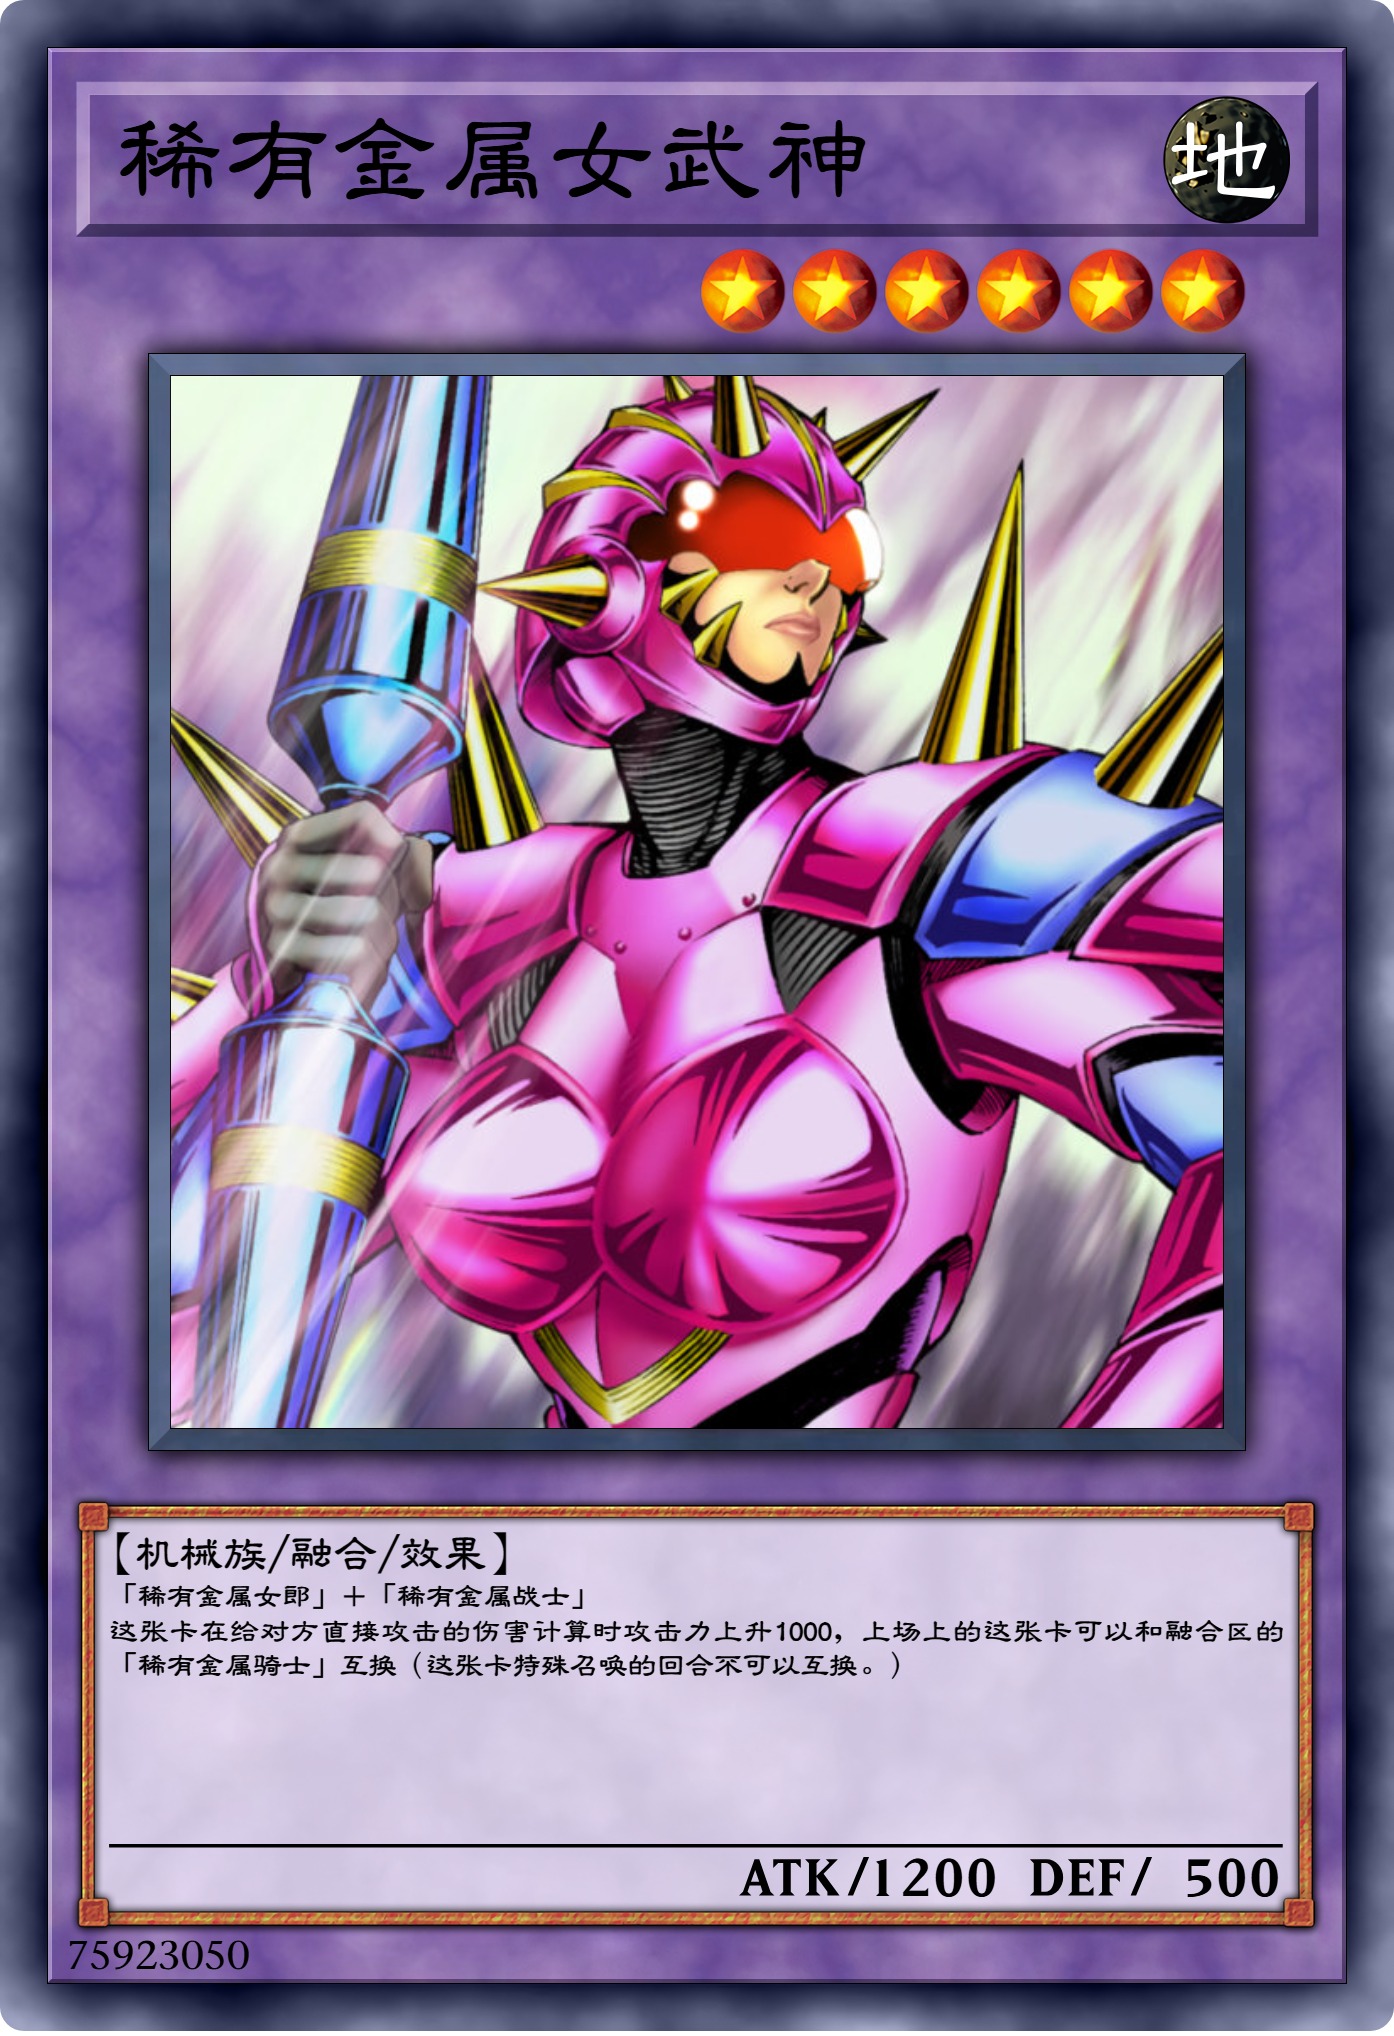 稀有金属女武神
地
【机械族/融合/效果】
「稀有金属女郎」＋「稀有金属战士」
这张卡在给对方直接攻击的伤害计算时攻击力上升1000，上场上的这张卡可以和融合区的
「稀有金属骑士」互换（这张卡特殊召唤的回合不可以互换。）
ATK/1200 DEF/ 500
75923050